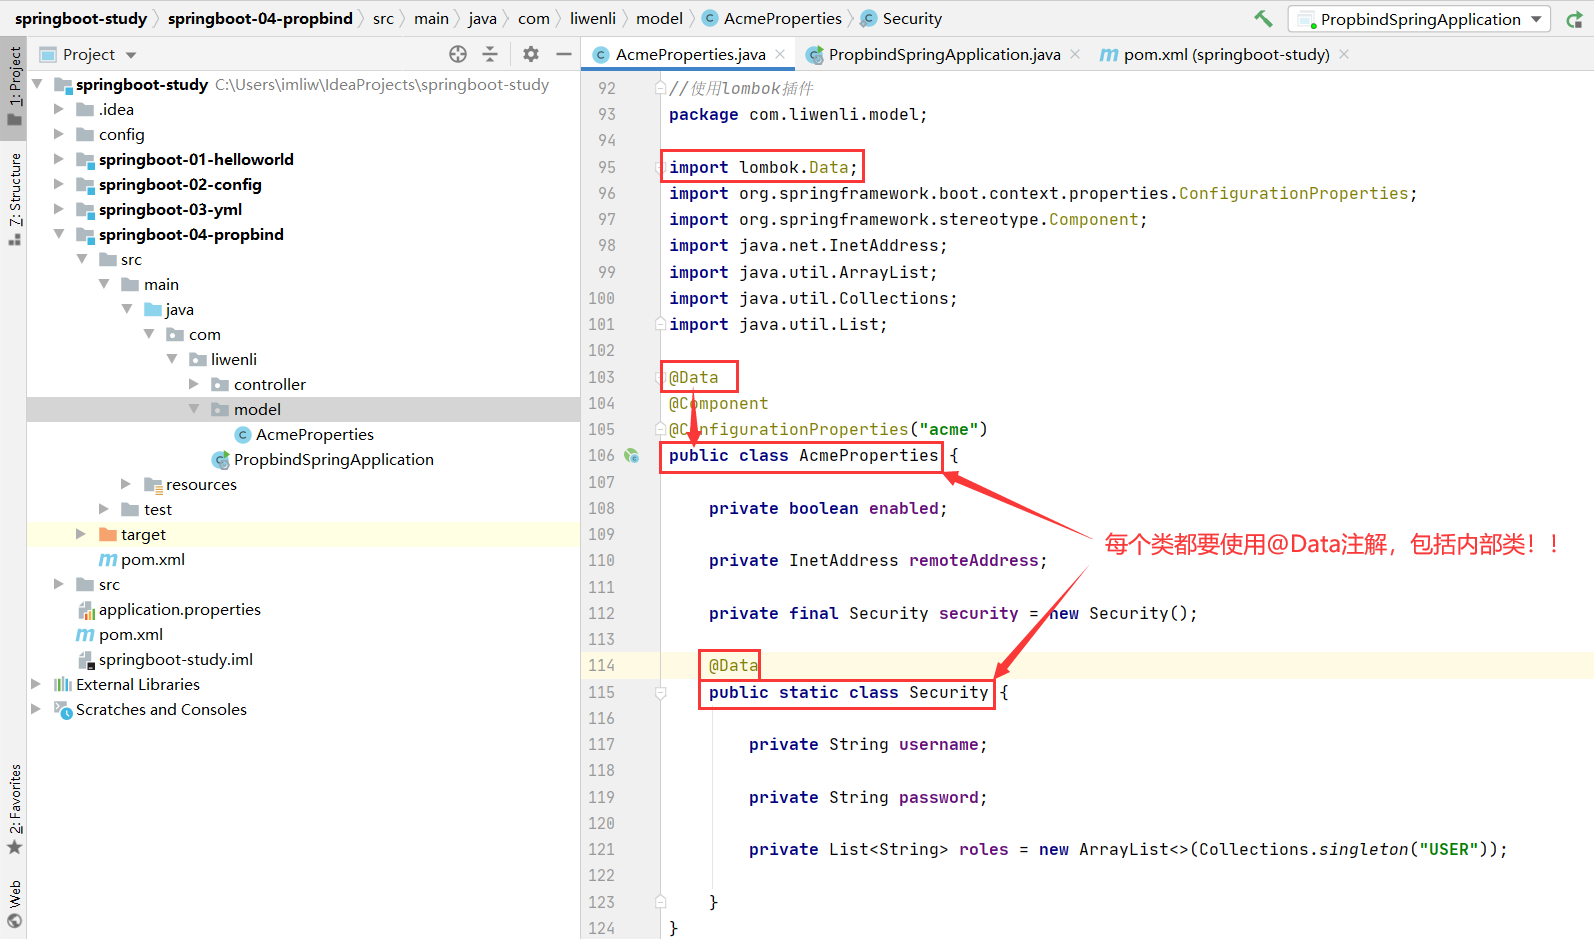 springboot-study springboot-04-propbind src main java com liwenli model AcmeProperties Security PropbindSpringApplication
Project
AcmeProperties.java PropbindSpringApplication.java pom.xml (springboot-study)
1: Project
7: Structure
2: Favorites
Web
springboot-study C:\Users\imliw\IdeaProjects\springboot-study
.idea
config
springboot-01-helloworld
springboot-02-config
springboot-03-yml
springboot-04-propbind
src
main
java
com
liwenli
controller
model
AcmeProperties
PropbindSpringApplication
resources
test
target
pom.xml
src
application.properties
pom.xml
springboot-study.iml
External Libraries
Scratches and Consoles
92 //使用lombok插件
93 package com.liwenli.model;
94
95 import lombok.Data;
96 import org.springframework.boot.context.properties.ConfigurationProperties;
97 import org.springframework.stereotype.Component;
98 import java.net.InetAddress;
99 import java.util.ArrayList;
100 import java.util.Collections;
101 import java.util.List;
102
103 @Data
104 @Component
105 @ConfigurationProperties("acme")
106 public class AcmeProperties {
107
108 private boolean enabled;
109
每个类都要使用@Data注解，包括内部类！！
110 private InetAddress remoteAddress;
111
112 private final Security security = new Security();
113
114 @Data
115 public static class Security {
116
117 private String username;
118
119 private String password;
120
121 private List<String> roles = new ArrayList<>(Collections.singleton("USER"));
122
123 }
124 }